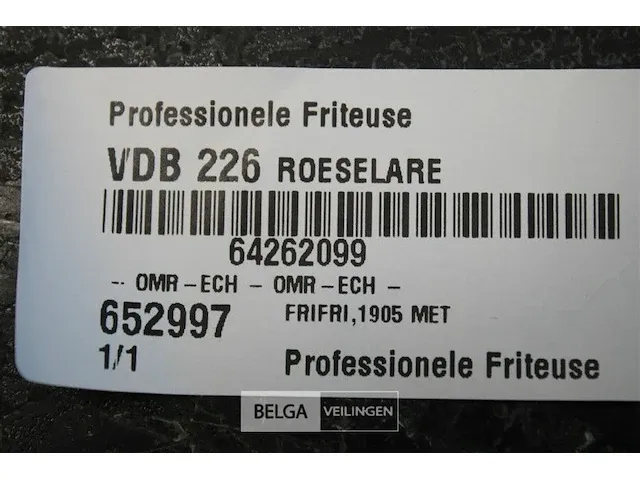 Professionele Friteuse
VDB 226 ROESELARE
64262099
-- OMR-ECH - OMR-ECH -
652997 FRIFRI,1905 MET
1/1 Professionele Friteuse
BELGA VEILINGEN